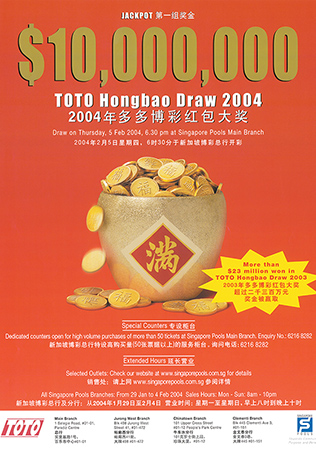 JACKPOT 第一组奖金
$10,000,000
TOTO Hongbao Draw 2004
2004年多多博彩红包大奖
Draw on Thursday, 5 Feb 2004, 6.30 pm at Singapore Pools Main Branch
2004年2月5日星期四，6时30分于新加坡博彩总行开彩
满
More than
$23 million won in
TOTO Hongbao Draw 2003
2003年多多博彩红包大奖
超过二千三百万元
奖金被赢取
Special Counters 专设柜台
Dedicated counters open for high volume purchases of more than 50 tickets at Singapore Pools Main Branch. Enquiry No.: 6216 8282
新加坡博彩总行特设高购买量(50张票额以上)的服务柜台，询问电话: 6216 8282
Extended Hours 延长营业
Selected Outlets: Check our website at www.singaporepools.com.sg for details
销售处: 请上网 www.singaporepools.com.sg 参阅详情
All Singapore Pools Branches: From 29 Jan to 4 Feb 2004 Sales Hours: Mon - Sun: 8am - 10pm
新加坡博彩总行及分行: 从2004年1月29日至2月4日 营业时间: 星期一至星期日, 早上八时到晚上十时
TOTO
Main Branch
Jurong West Branch
Chinatown Branch
Clementi Branch